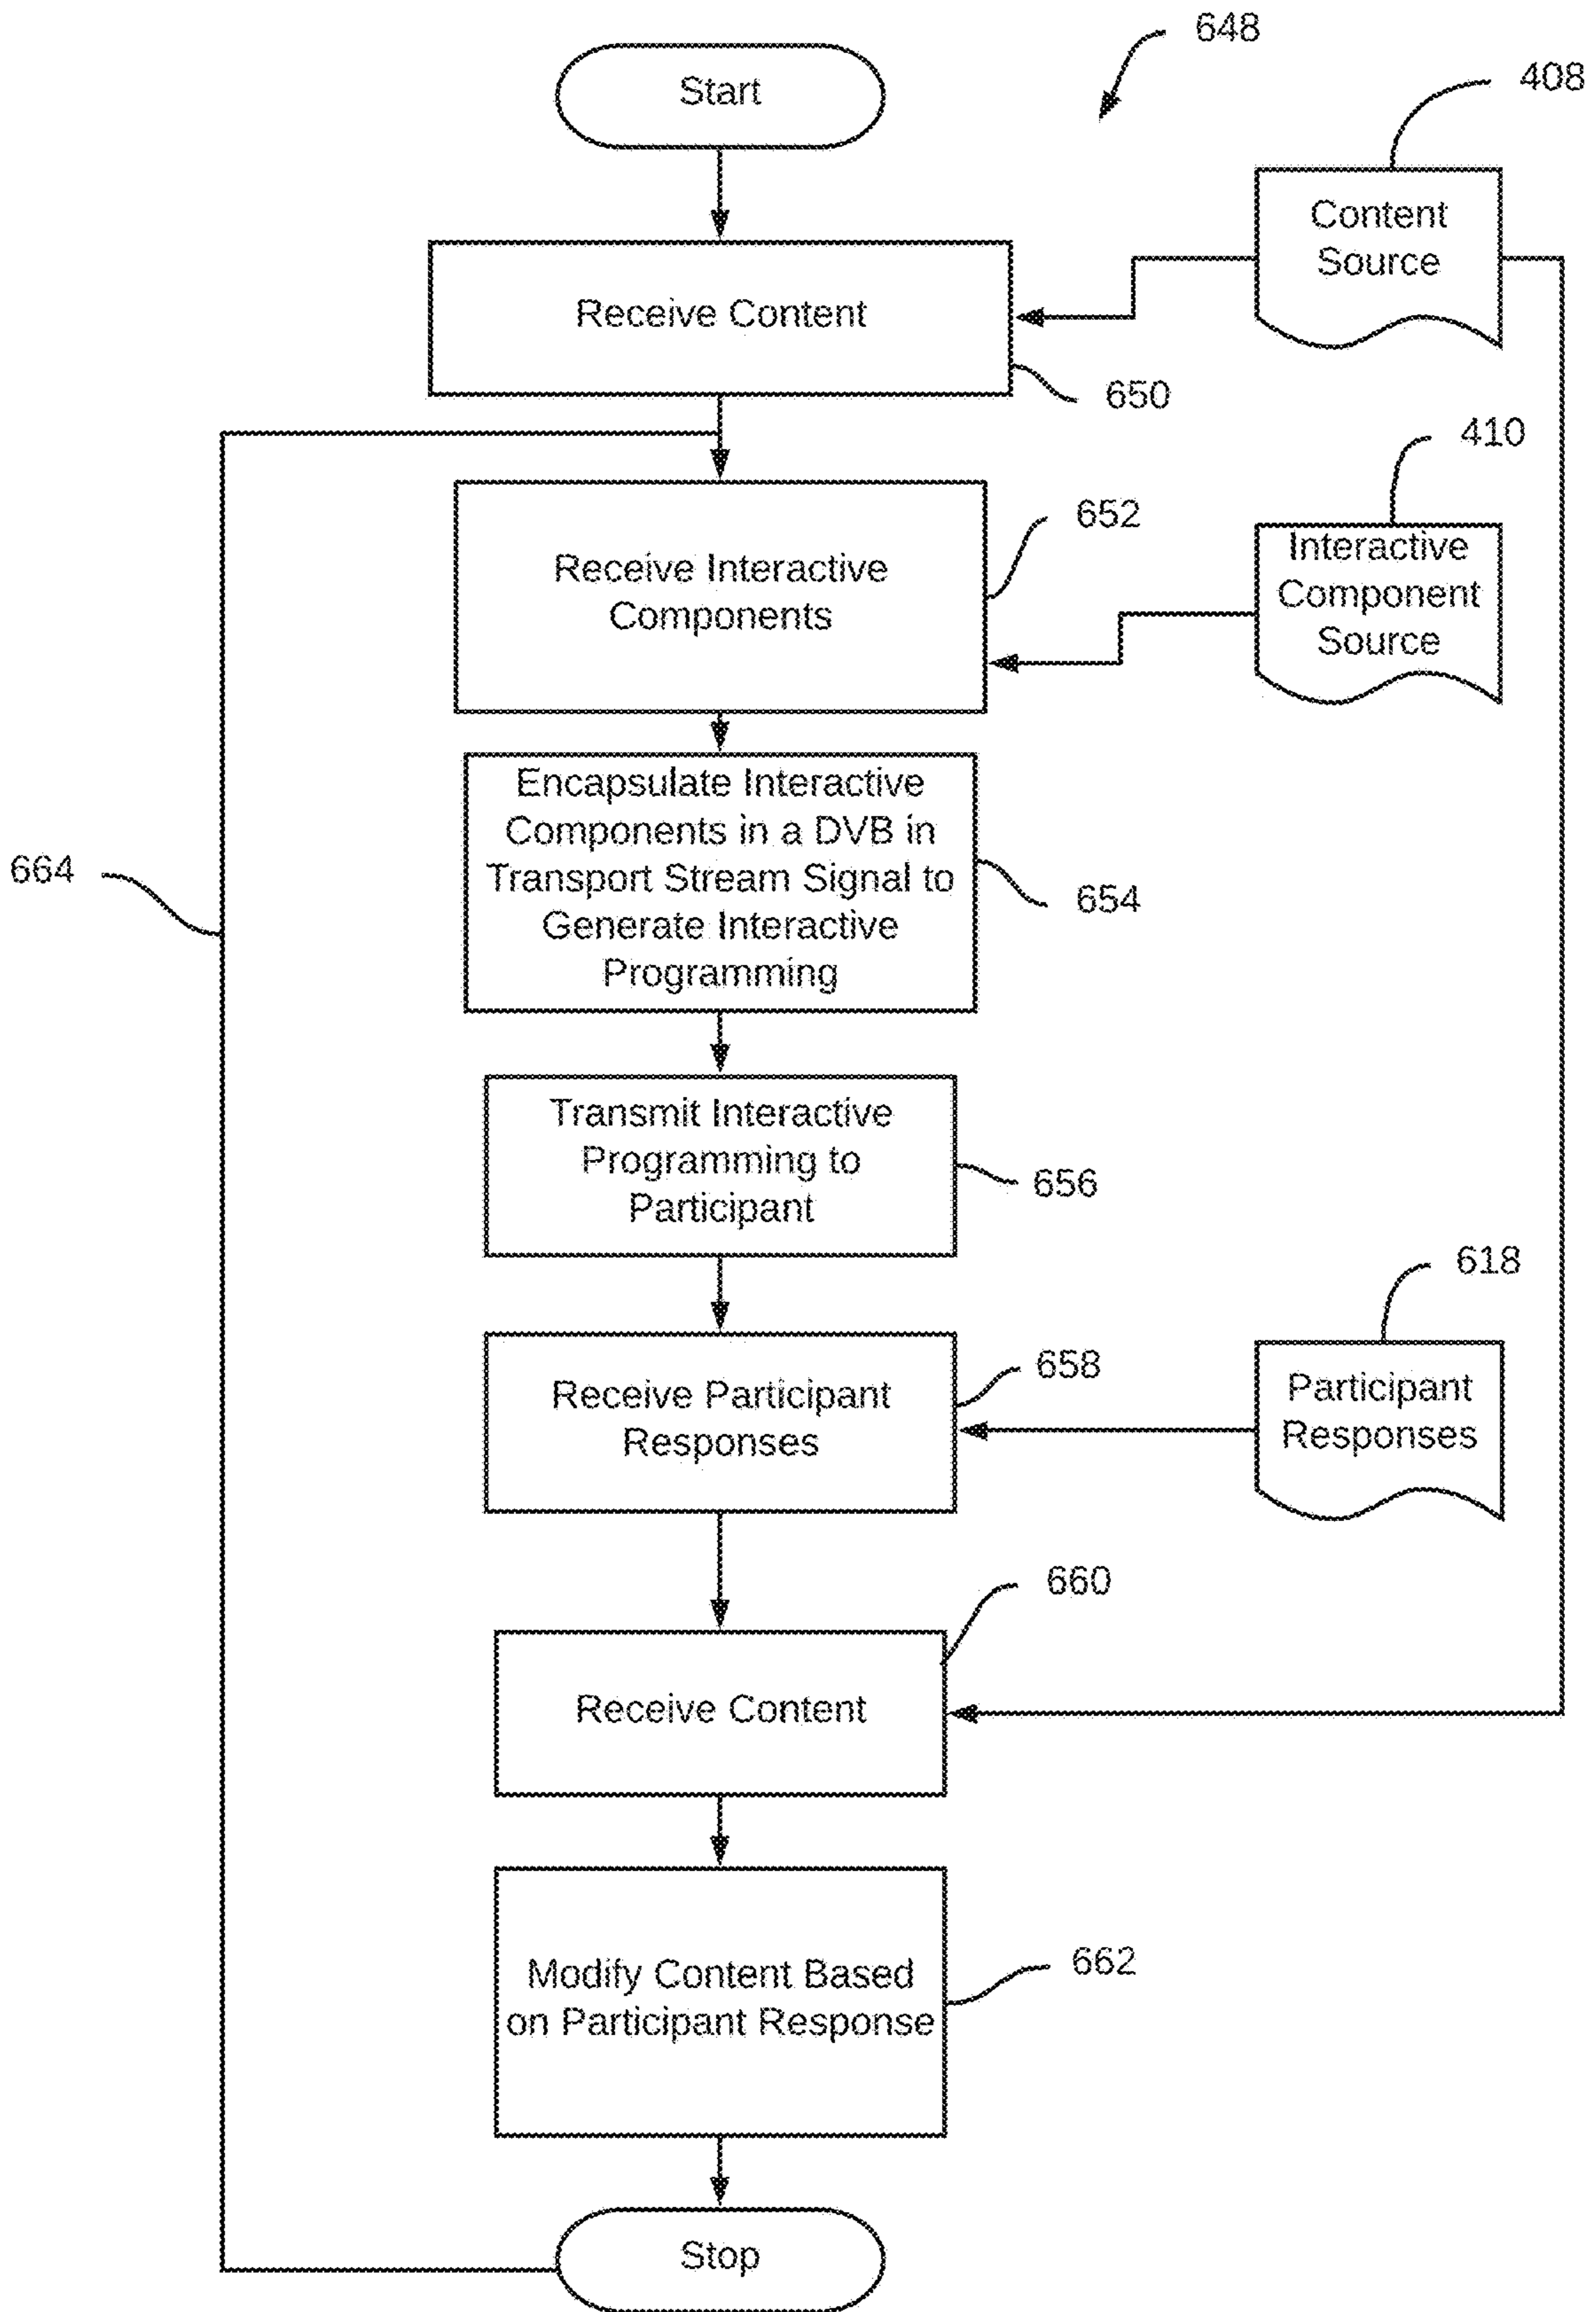 648
408
Start
Content
Source
Receive Content
650
410
652
Interactive
Component
Source
Receive Interactive
Components
Encapsulate Interactive
Components in a DVB in
Transport Stream Signal to
Generate Interactive
Programming
664
654
Transmit Interactive
Programming to
Participant
656
618
658
Receive Participant
Responses
Participant
Responses
660
Receive Content
Modify Content Based
on Participant Response
662
Stop